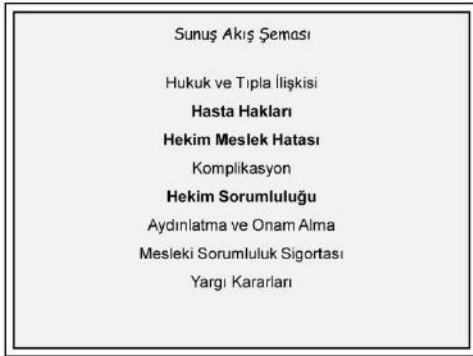 Sunuş Akış Şeması
Hukuk ve Tıpla İlişkisi
Hasta Hakları
Hekim Meslek Hatası
Komplikasyon
Hekim Sorumluluğu
Aydınlatma ve Onam Alma
Mesleki Sorumluluk Sigortası
Yargı Kararları